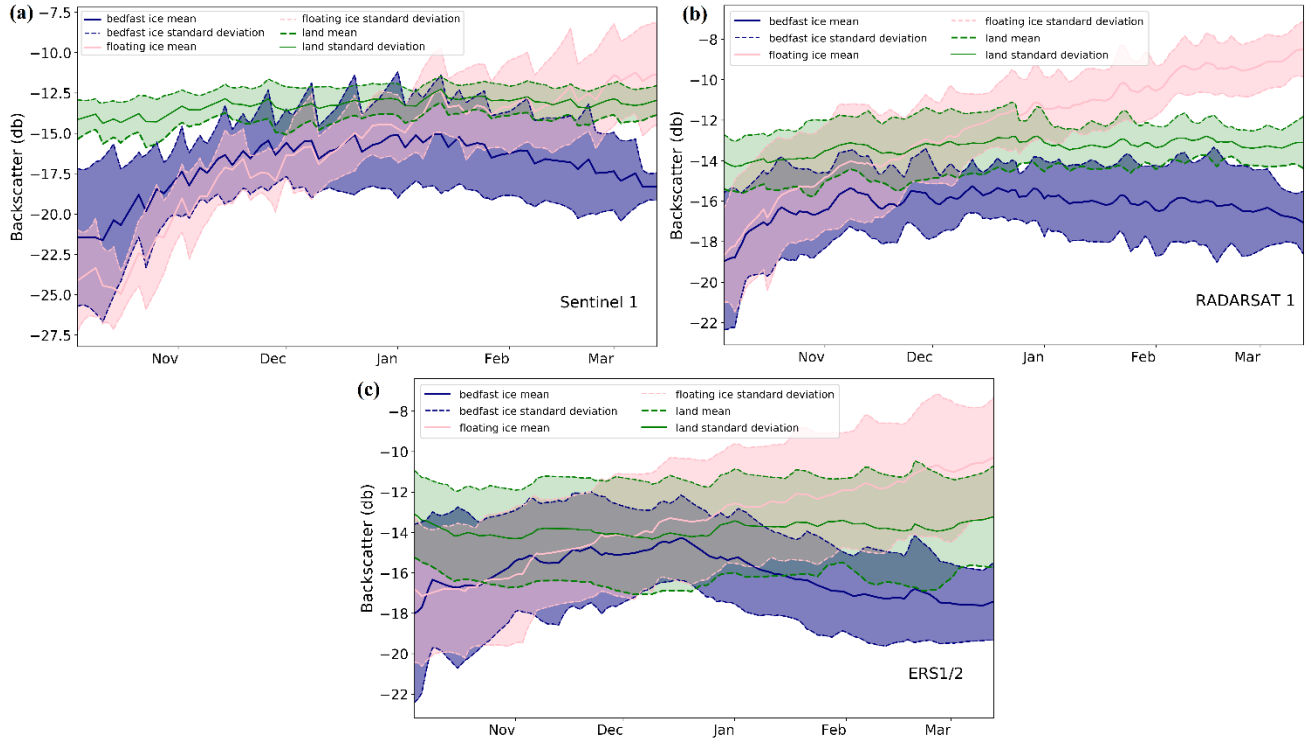 (a)
bedfast ice mean
bedfast ice standard deviation
floating ice mean
floating ice standard deviation
land mean
land standard deviation
Backscatter (db)
−10.0
−12.5
−15.0
−17.5
−20.0
−22.5
−25.0
−27.5
Nov Dec Jan Feb Mar
Sentinel 1
(b)
bedfast ice mean
bedfast ice standard deviation
floating ice mean
floating ice standard deviation
land mean
land standard deviation
Backscatter (db)
−8
−10
−12
−14
−16
−18
−20
−22
Nov Dec Jan Feb Mar
RADARSAT 1
(c)
bedfast ice mean
bedfast ice standard deviation
floating ice mean
floating ice standard deviation
land mean
land standard deviation
Backscatter (db)
−8
−10
−12
−14
−16
−18
−20
−22
Nov Dec Jan Feb Mar
ERS1/2